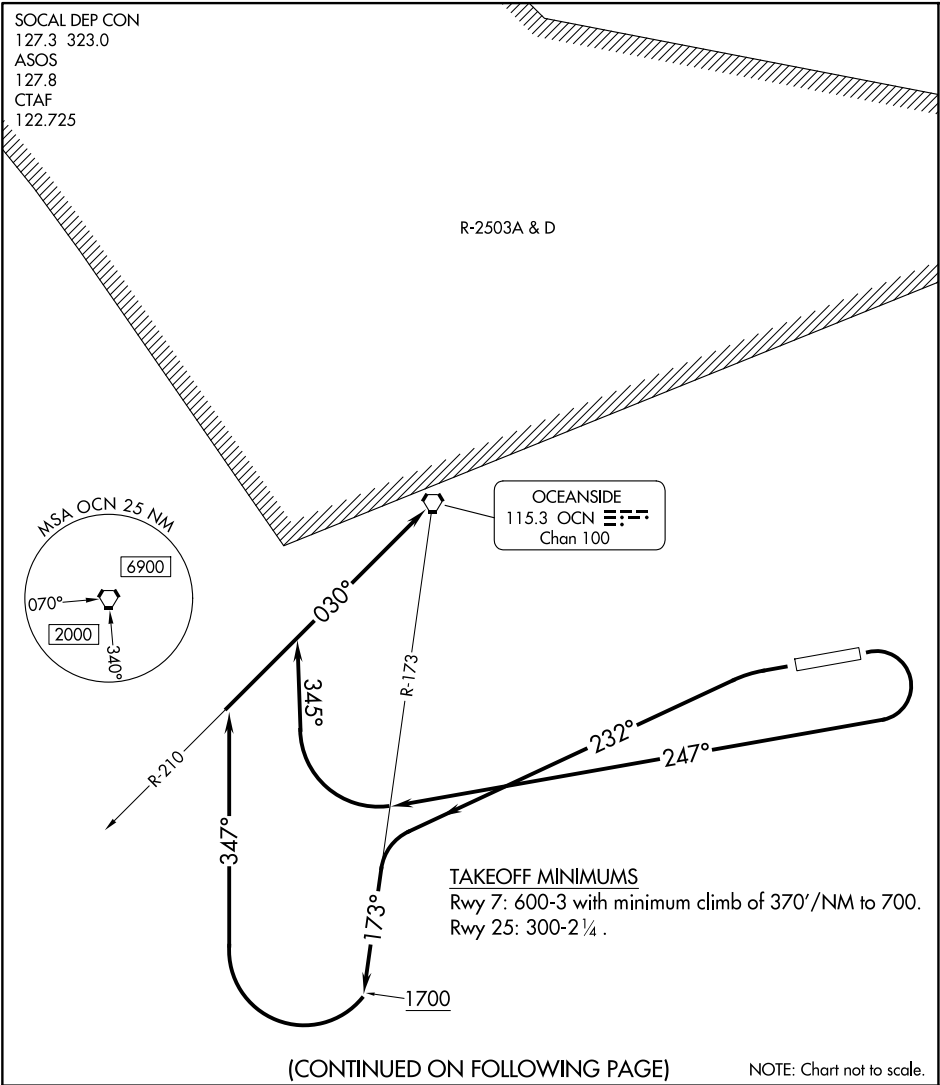 SOCAL DEP CON
127.3 323.0
ASOS
127.8
CTAF
122.725
R-2503A & D
MSA OCN 25 NM
6900
070°
2000
340°
OCEANSIDE
115.3 OCN
Chan 100
030°
R-173
345°
R-210
232°
247°
347°
173°
TAKEOFF MINIMUMS
Rwy 7: 600-3 with minimum climb of 370'/NM to 700.
Rwy 25: 300-2¼ .
1700
(CONTINUED ON FOLLOWING PAGE)
NOTE: Chart not to scale.